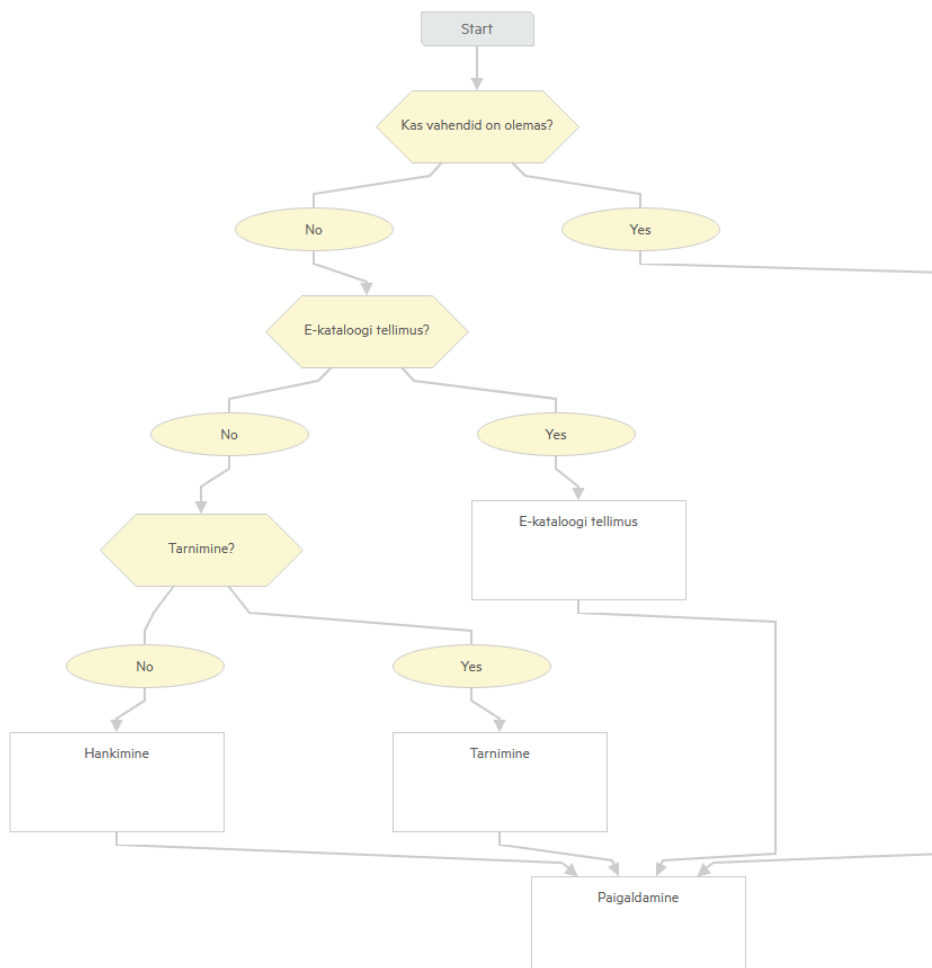 Start
Kas vahendid on olemas?
No
Yes
E-kataloogi tellimus?
No
Yes
E-kataloogi tellimus
Tarnimine?
No
Yes
Hankimine
Tarnimine
Paigaldamine